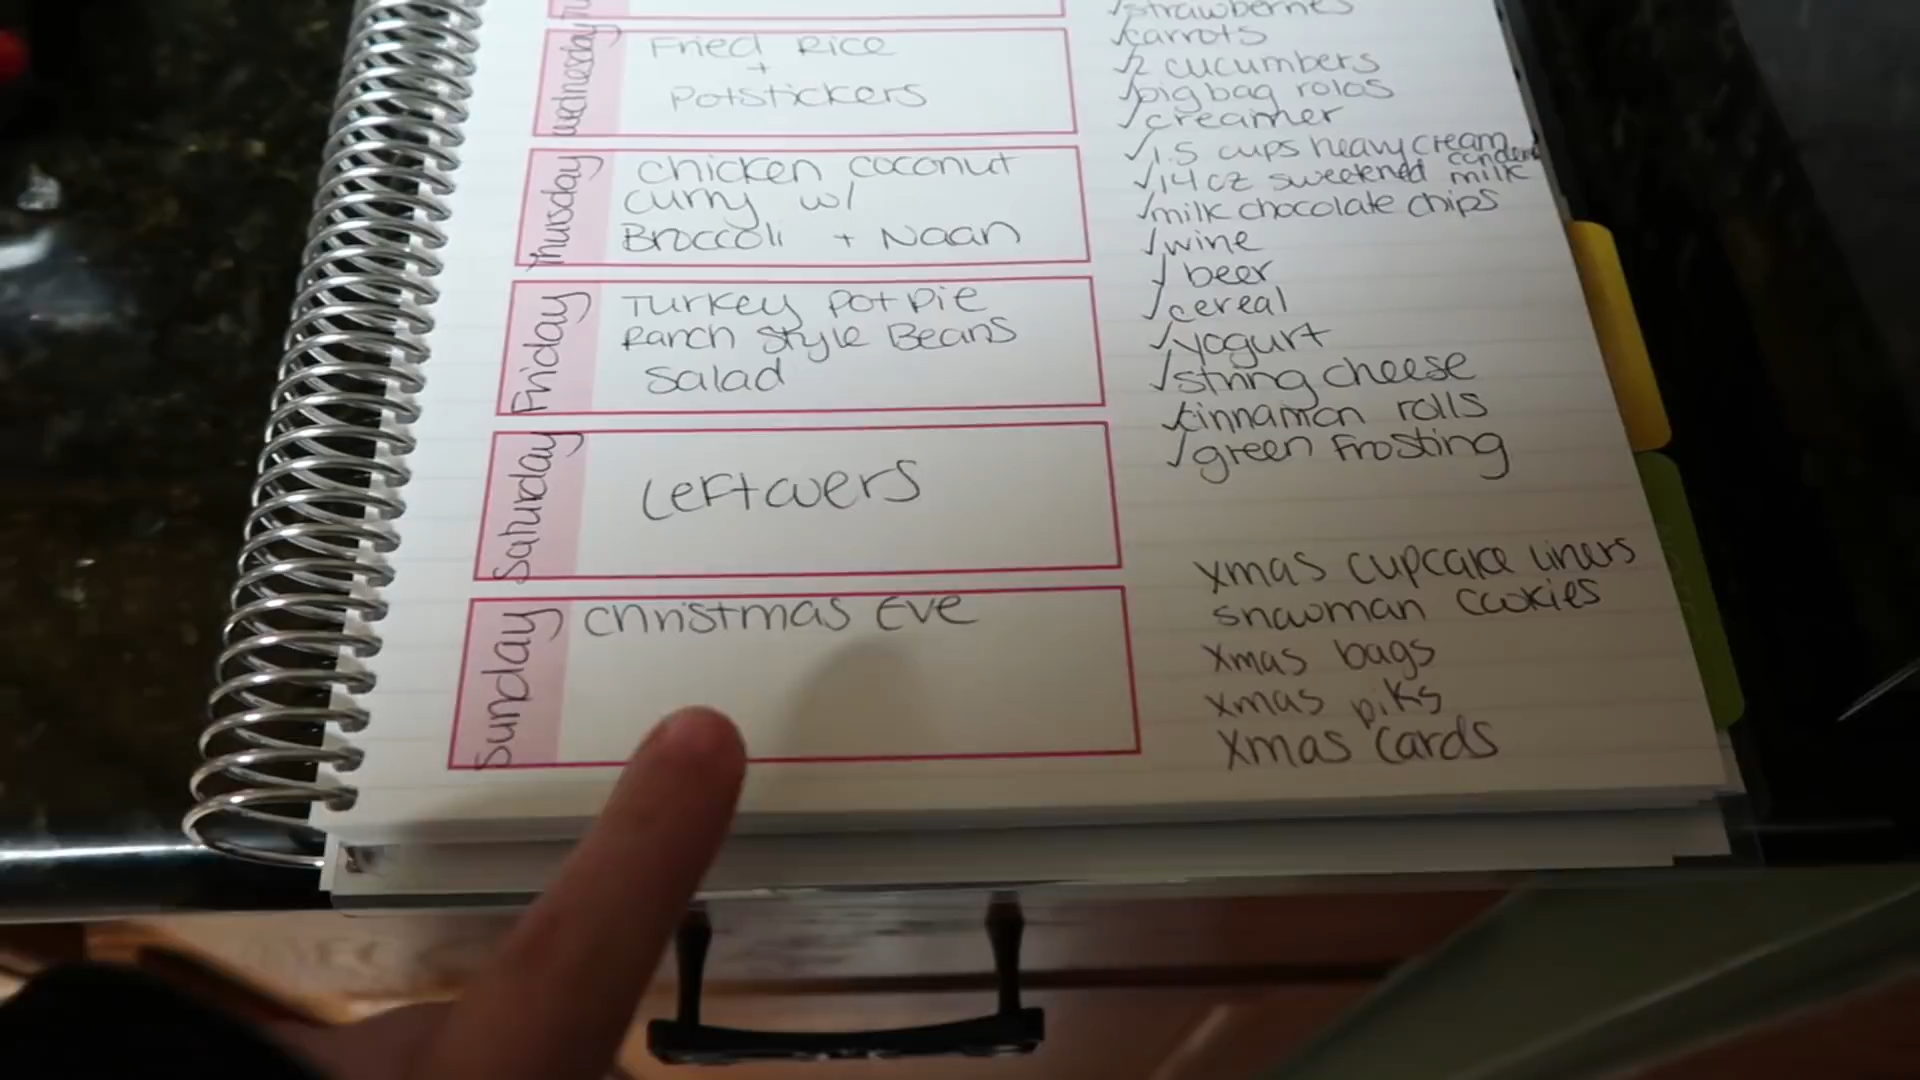 Wednesday
Fried Rice
+
Potstickers
Thursday
chicken coconut
curry w/
Broccoli + Naan
Friday
Turkey Pot Pie
Ranch Style Beans
Salad
Saturday
Leftovers
Sunday
Christmas Eve
√strawberries
√carrots
√2 cucumbers
√big bag rolos
√creamer
√1.5 cups heavy cream
√14 oz sweetened condensed milk
√milk chocolate chips
√wine
√beer
√cereal
√yogurt
√string cheese
√cinnamon rolls
√green Frosting
xmas cupcake liners
snowman cookies
xmas bags
xmas piks
xmas cards